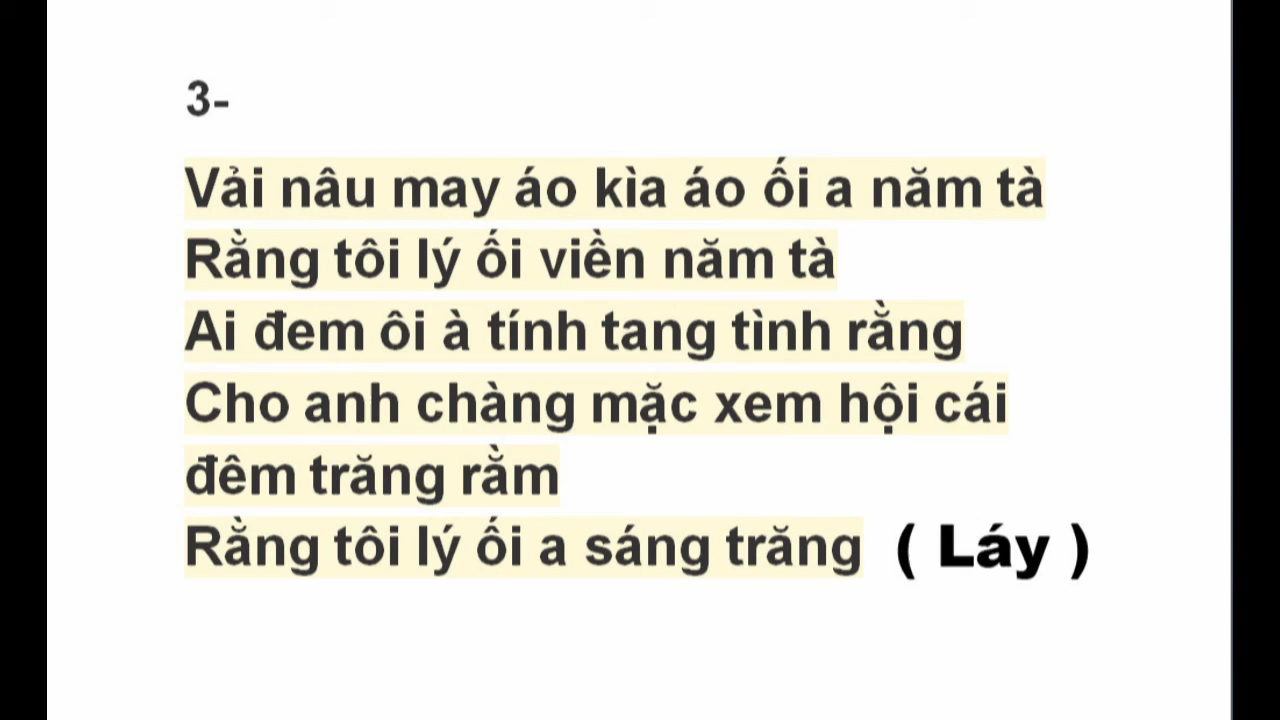 3-
Vải nâu may áo kìa áo ối a năm tà
Rằng tôi lý ối viền năm tà
Ai đem ôi à tính tang tình rằng
Cho anh chàng mặc xem hội cái
đêm trăng rằm
Rằng tôi lý ối a sáng trăng ( Láy )